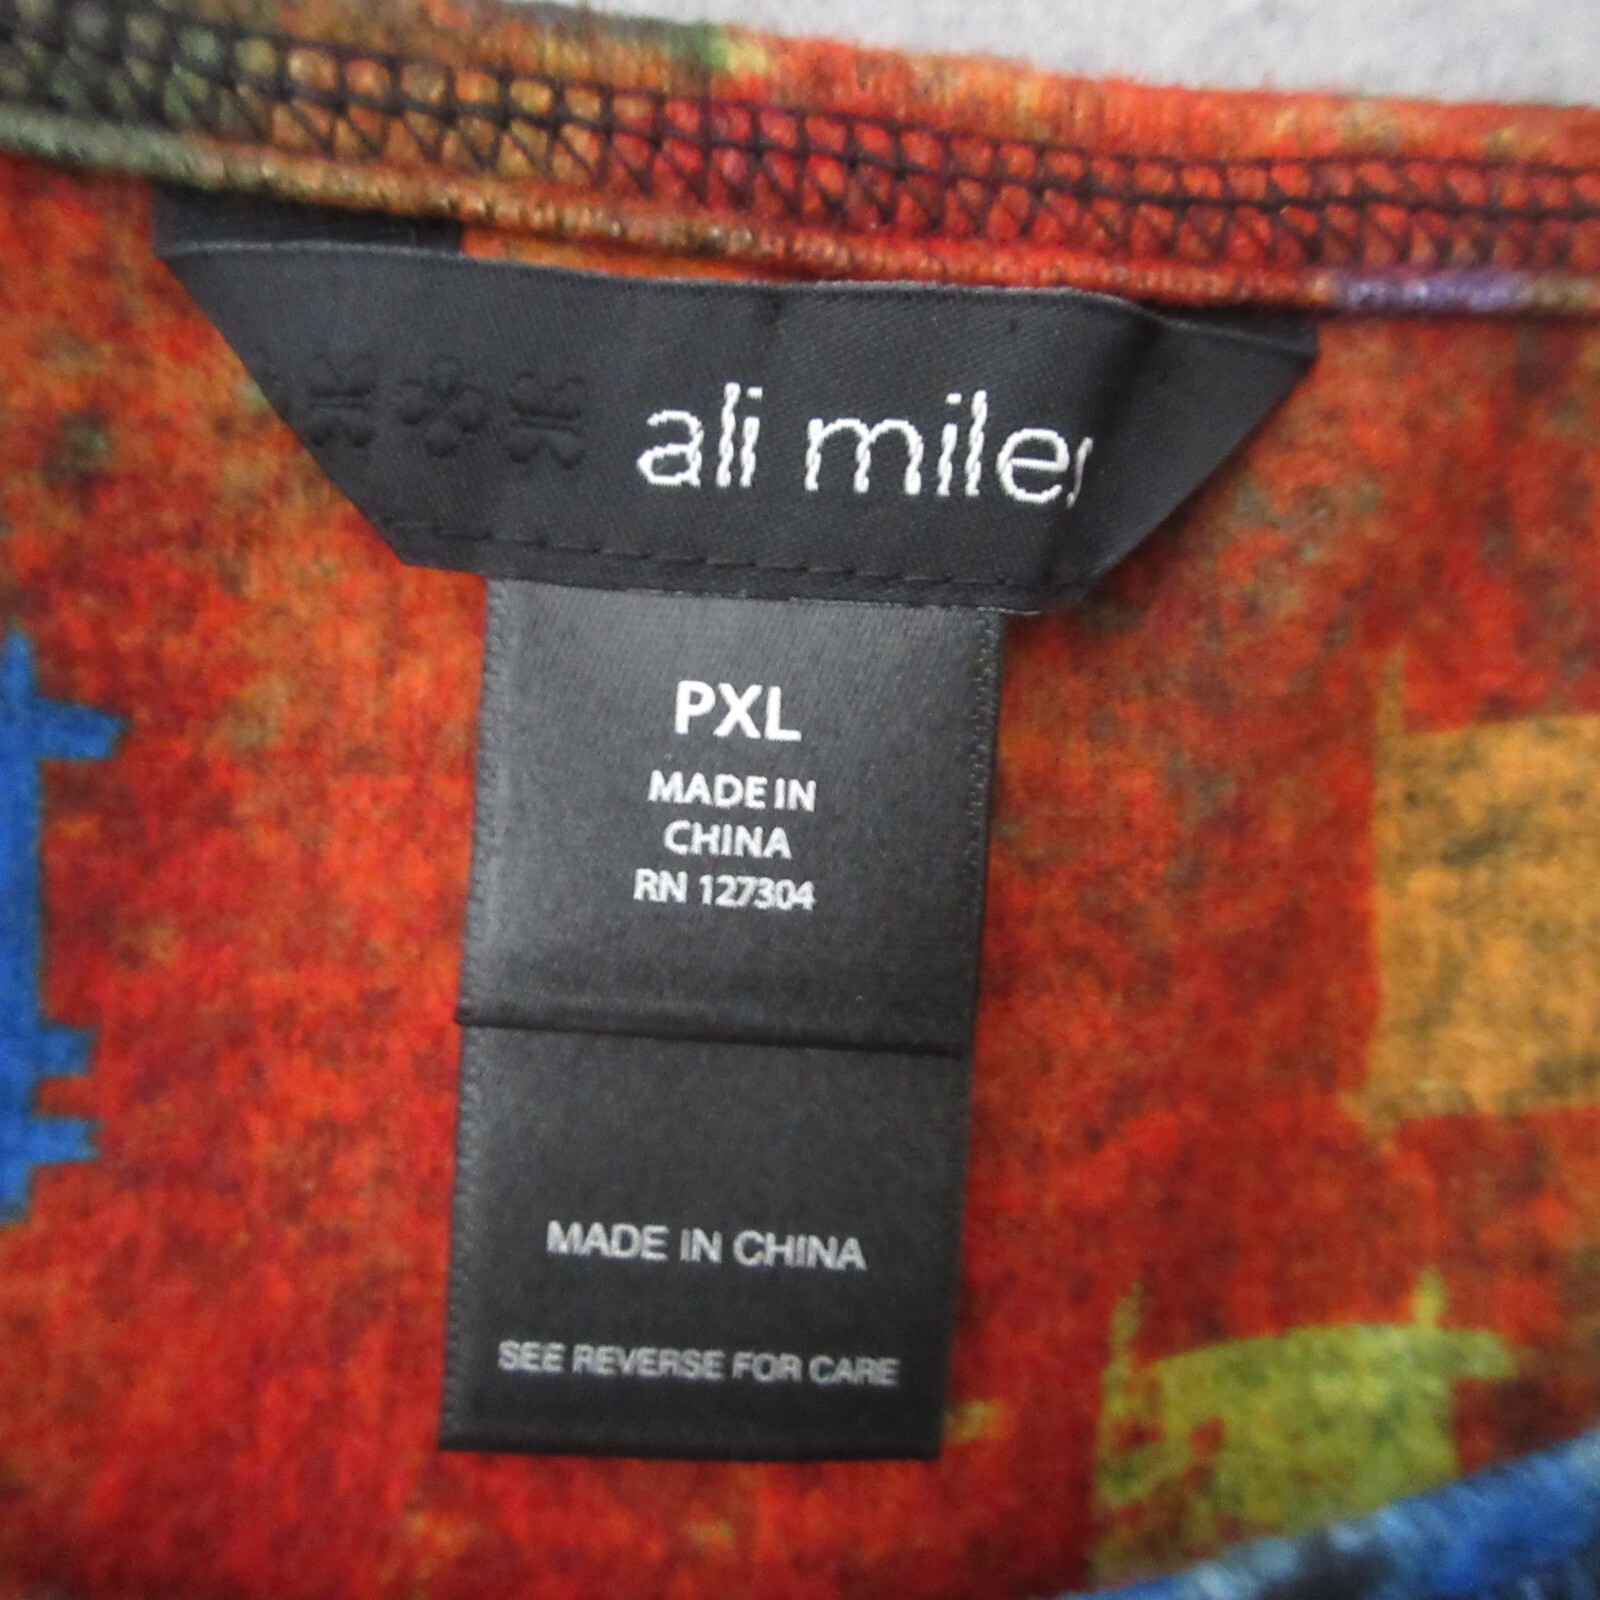 ali miles
PXL
MADE IN
CHINA
RN 127304
MADE IN CHINA
SEE REVERSE FOR CARE